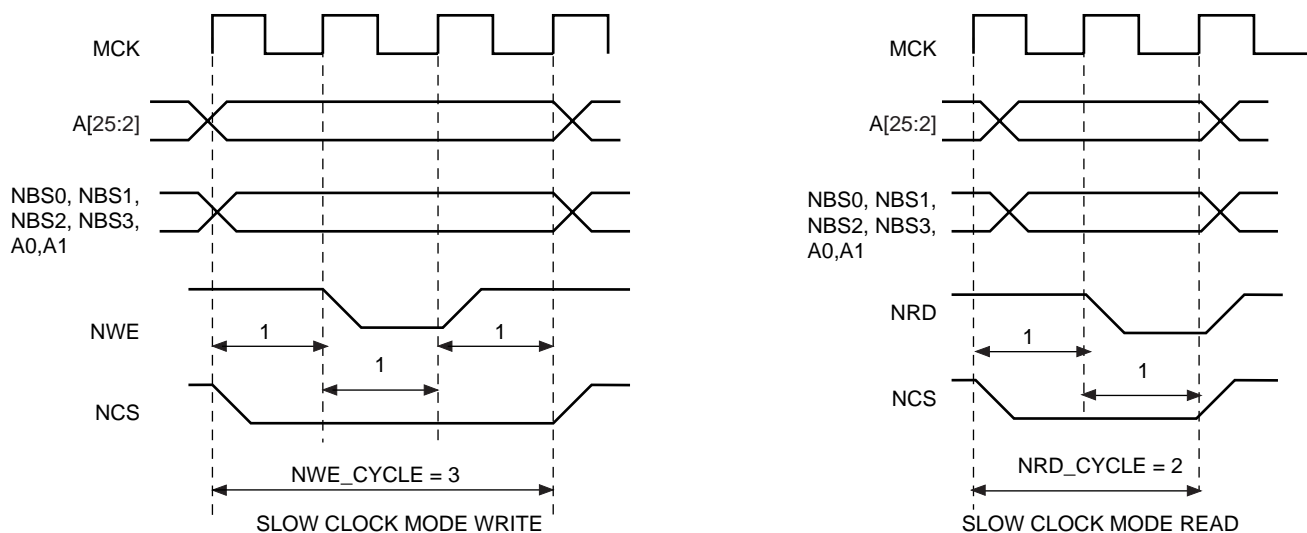 MCK
A[25:2]
NBS0, NBS1,
NBS2, NBS3,
A0,A1
NWE
1
1
1
NCS
NWE_CYCLE = 3
SLOW CLOCK MODE WRITE
MCK
A[25:2]
NBS0, NBS1,
NBS2, NBS3,
A0,A1
NRD
1
1
NCS
NRD_CYCLE = 2
SLOW CLOCK MODE READ